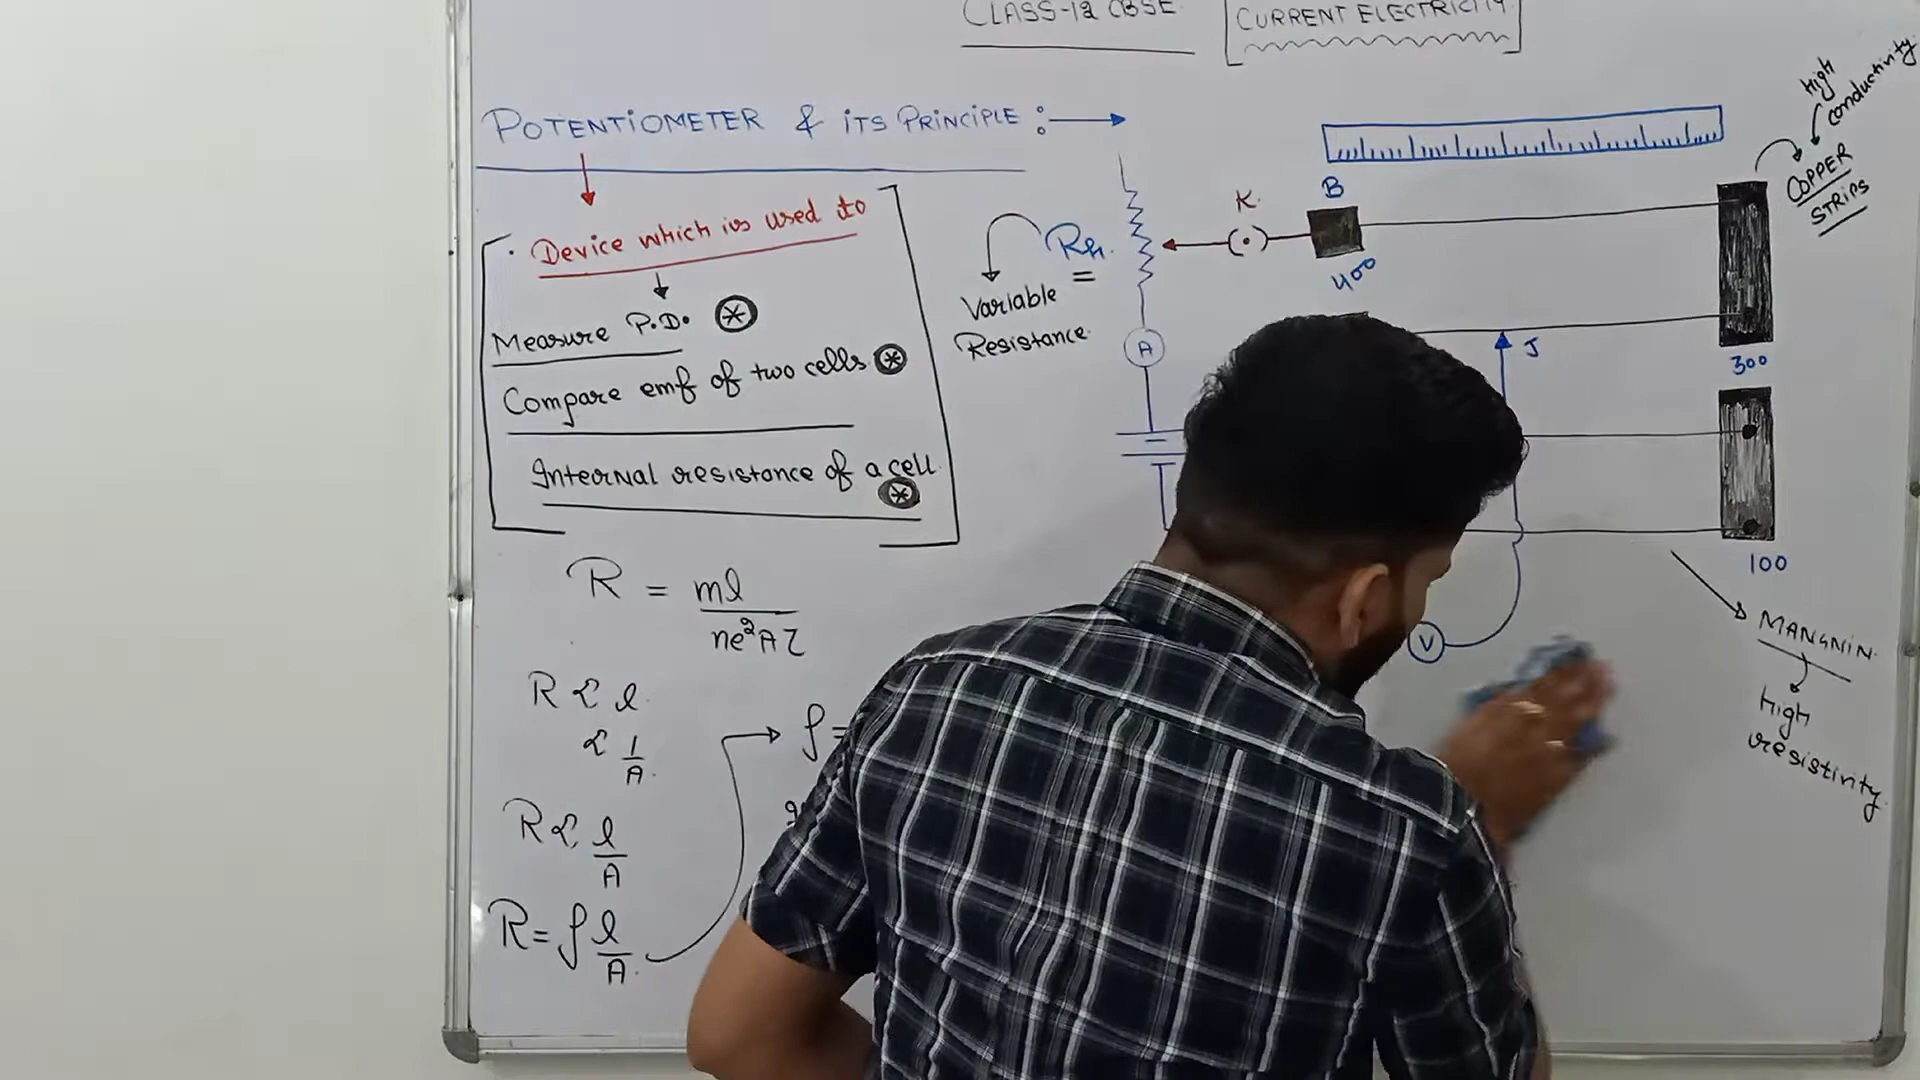 CLASS-12 CBSE
CURRENT ELECTRICITY
POTENTIOMETER & iTS PRINCIPLE :→
• Device which is used to
Measure P.D.
Compare emf of two cells
Internal resistance of a cell
R = ml
ne²Aτ
R ∝ l
∝ 1
A
R ∝ l
A
R = ρ l
A
ρ =
Rh.
=
Variable
Resistance
A
K
B
400
J
300
100
V
High
conductivity
COPPER
STRIPS
MANGNIN
High
resistivity